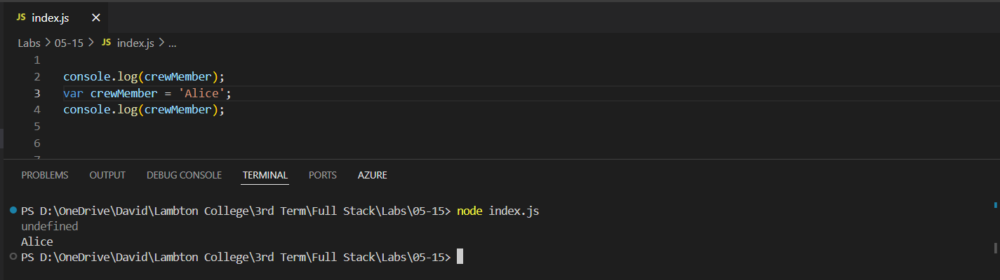 JS index.js ×
Labs > 05-15 > JS index.js > ...
1
2 console.log(crewMember);
3 var crewMember = 'Alice';
4 console.log(crewMember);
5
6
7
PROBLEMS OUTPUT DEBUG CONSOLE TERMINAL PORTS AZURE
PS D:\OneDrive\David\Lambton College\3rd Term\Full Stack\Labs\05-15> node index.js
undefined
Alice
PS D:\OneDrive\David\Lambton College\3rd Term\Full Stack\Labs\05-15>